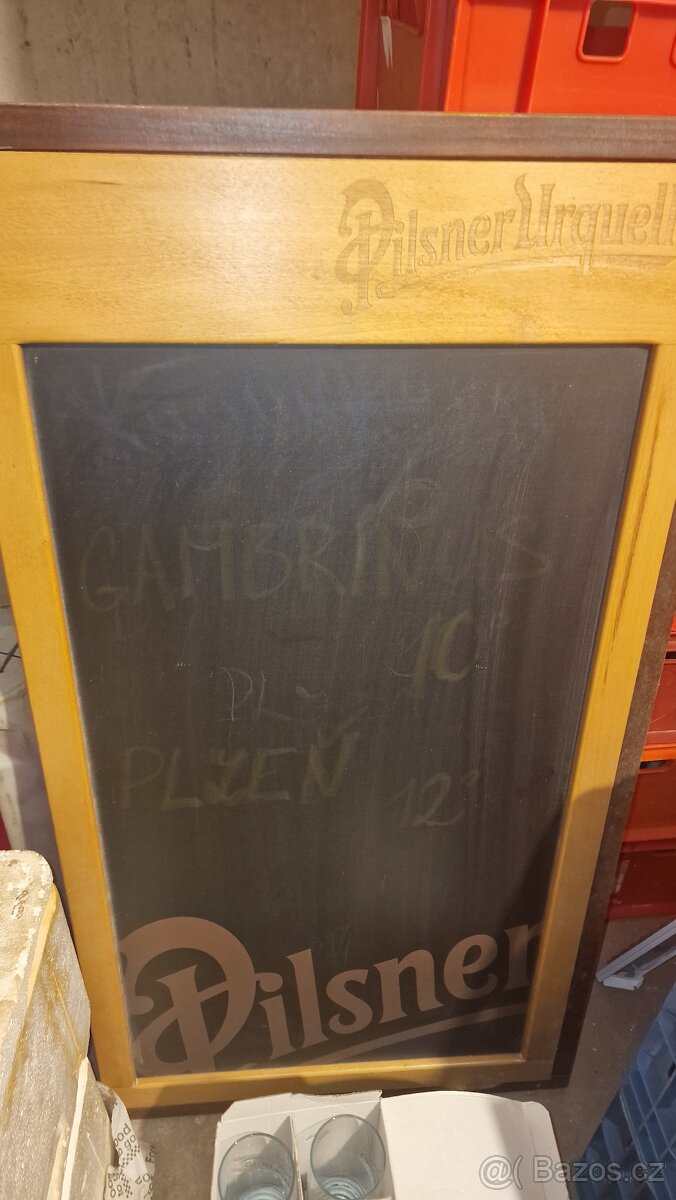 Pilsner Urquell
GAMBRINUS
10°
PLZEŇ 12°
Pilsner
@( Bazos.cz